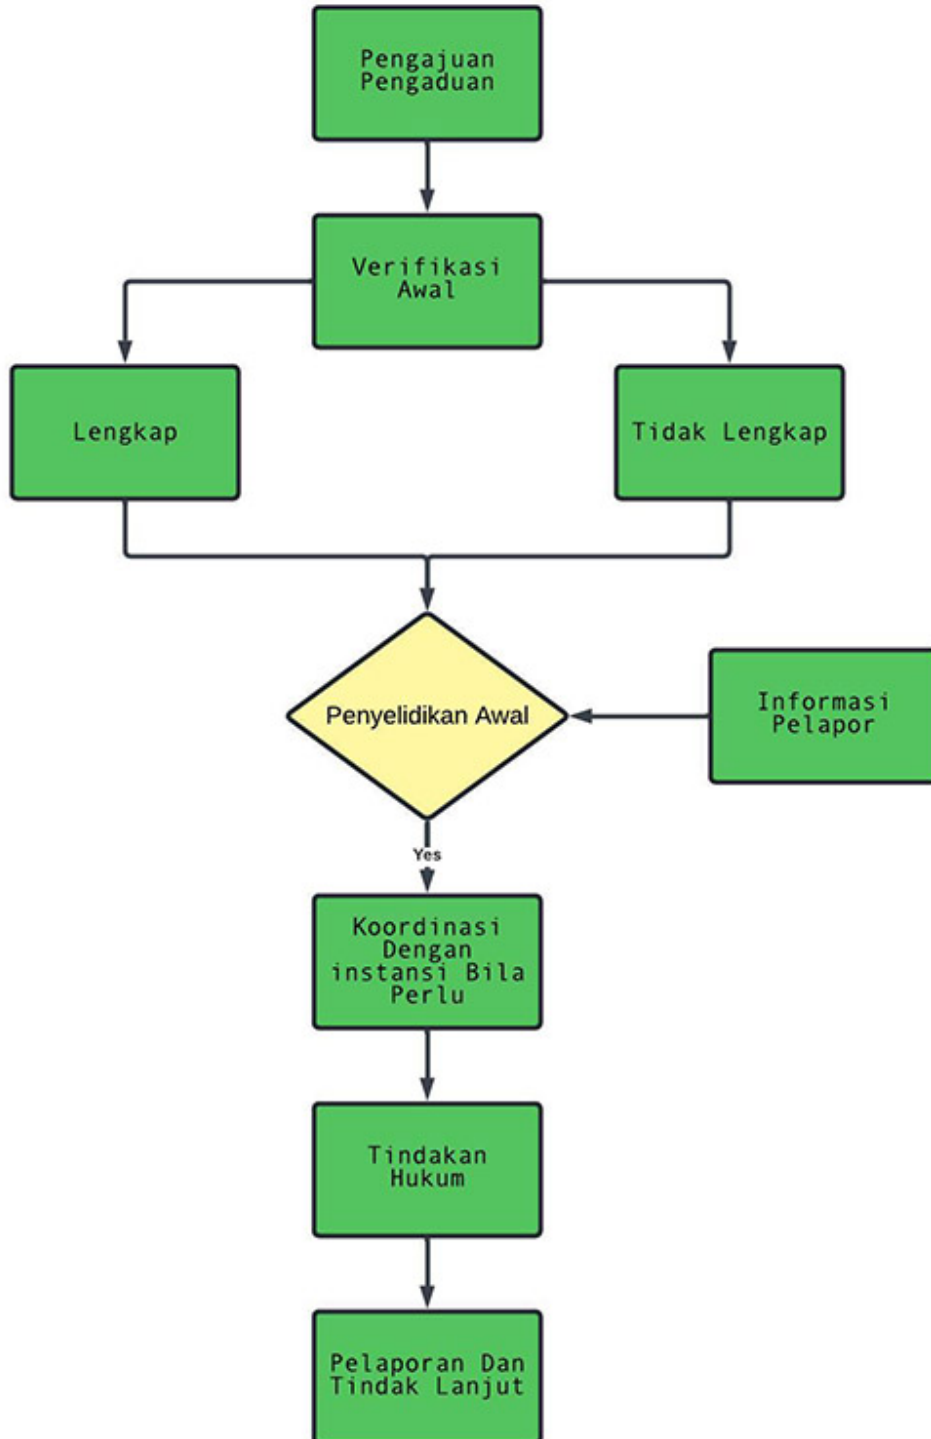 Pengajuan
Pengaduan
Verifikasi
Awal
Lengkap
Tidak Lengkap
Penyelidikan Awal
Informasi
Pelapor
Yes
Koordinasi
Dengan
instansi Bila
Perlu
Tindakan
Hukum
Pelaporan Dan
Tindak Lanjut